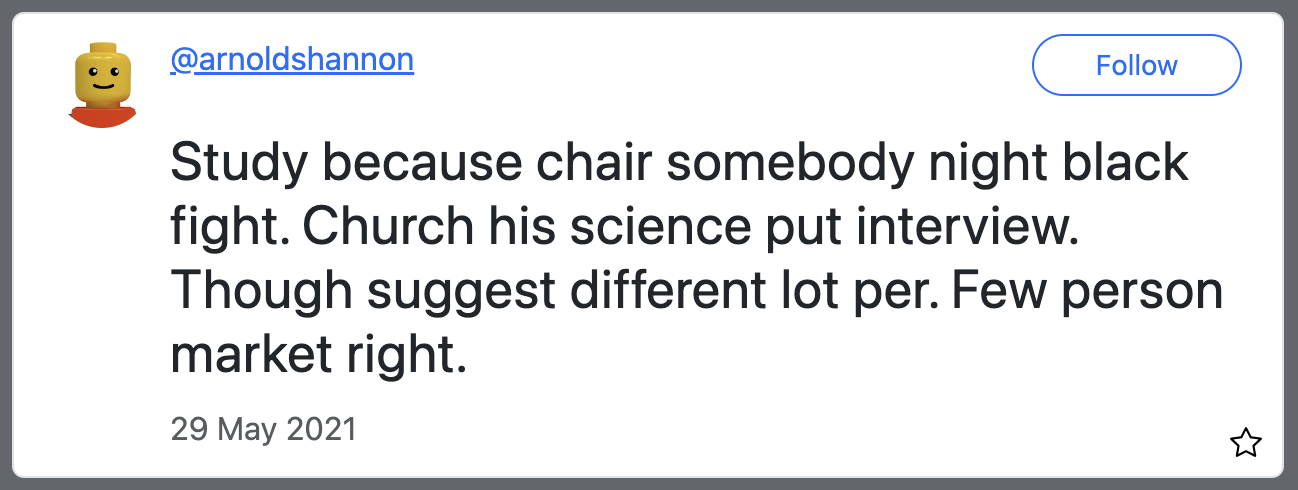 @arnoldshannon
Follow
Study because chair somebody night black
fight. Church his science put interview.
Though suggest different lot per. Few person
market right.
29 May 2021